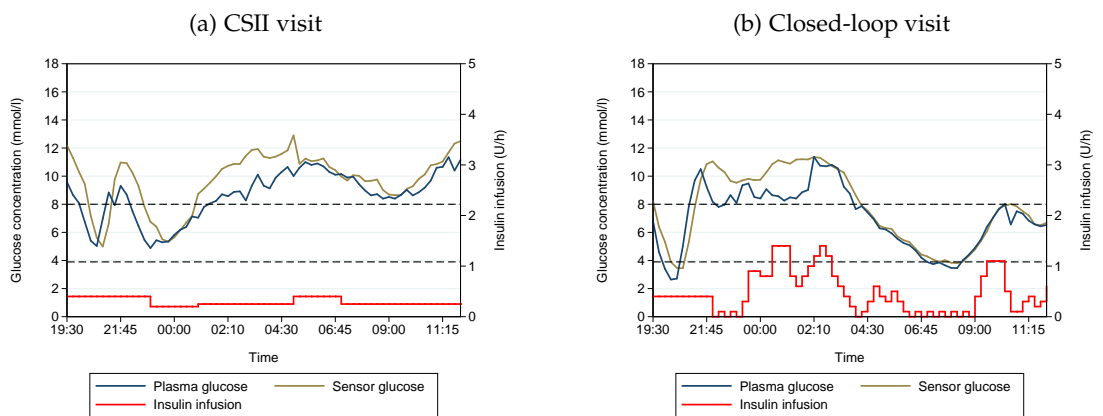 (a) CSII visit
Glucose concentration (mmol/l)
18
16
14
12
10
8
6
4
2
0
5
4
3
2
1
0
Insulin infusion (U/h)
19:30 21:45 00:00 02:10 04:30 06:45 09:00 11:15
Time
Plasma glucose Sensor glucose
Insulin infusion
(b) Closed-loop visit
Glucose concentration (mmol/l)
18
16
14
12
10
8
6
4
2
0
5
4
3
2
1
0
Insulin infusion (U/h)
19:30 21:45 00:00 02:10 04:30 06:45 09:00 11:15
Time
Plasma glucose Sensor glucose
Insulin infusion